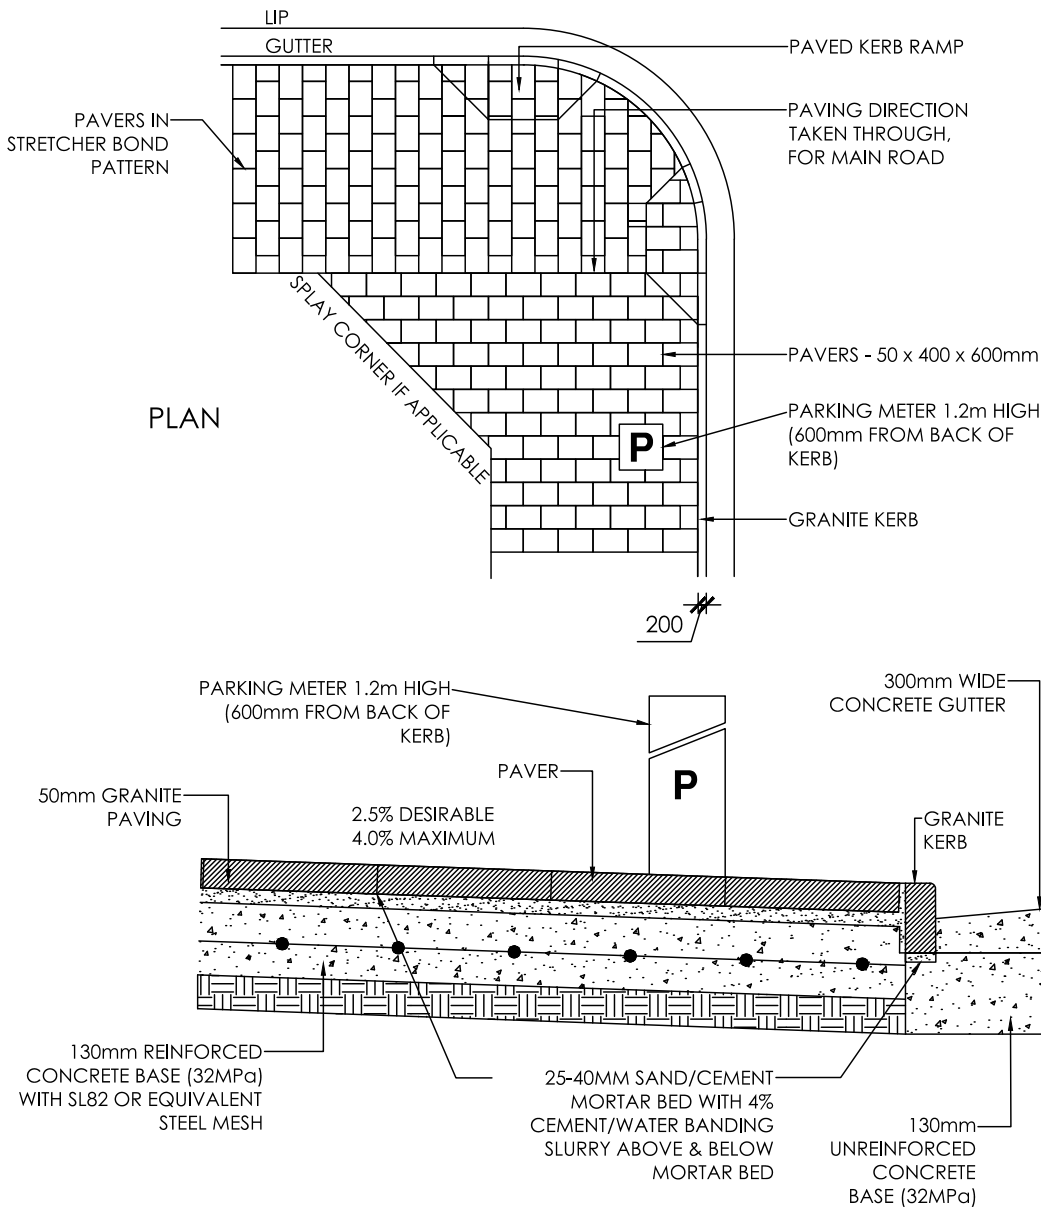 LIP
GUTTER
PAVED KERB RAMP
PAVERS IN
STRETCHER BOND
PATTERN
PAVING DIRECTION
TAKEN THROUGH,
FOR MAIN ROAD
SPLAY CORNER IF APPLICABLE
PAVERS - 50 x 400 x 600mm
PLAN
PARKING METER 1.2m HIGH
(600mm FROM BACK OF
KERB)
P
GRANITE KERB
200
PARKING METER 1.2m HIGH
(600mm FROM BACK OF
KERB)
300mm WIDE
CONCRETE GUTTER
PAVER
P
50mm GRANITE
PAVING
2.5% DESIRABLE
4.0% MAXIMUM
GRANITE
KERB
130mm REINFORCED
CONCRETE BASE (32MPa)
WITH SL82 OR EQUIVALENT
STEEL MESH
25-40MM SAND/CEMENT
MORTAR BED WITH 4%
CEMENT/WATER BANDING
SLURRY ABOVE & BELOW
MORTAR BED
130mm
UNREINFORCED
CONCRETE
BASE (32MPa)